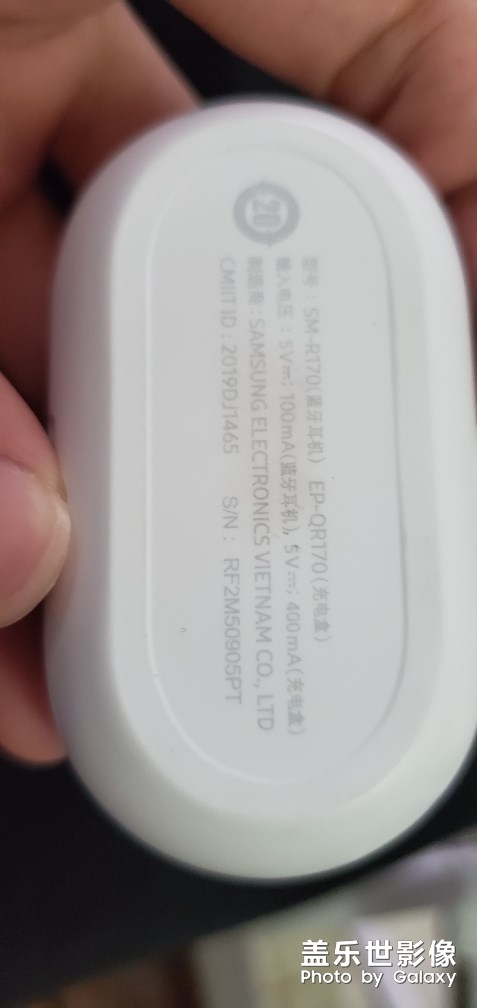 20
型号：SM-R170(蓝牙耳机) EP-QR170(充电盒)
输入电压：5V⎓; 100mA(蓝牙耳机), 5V⎓; 400mA(充电盒)
制造商：SAMSUNG ELECTRONICS VIETNAM CO., LTD
CMIIT ID：2019DJ1465 S/N： RF2M50905PT
盖乐世影像
Photo by Galaxy